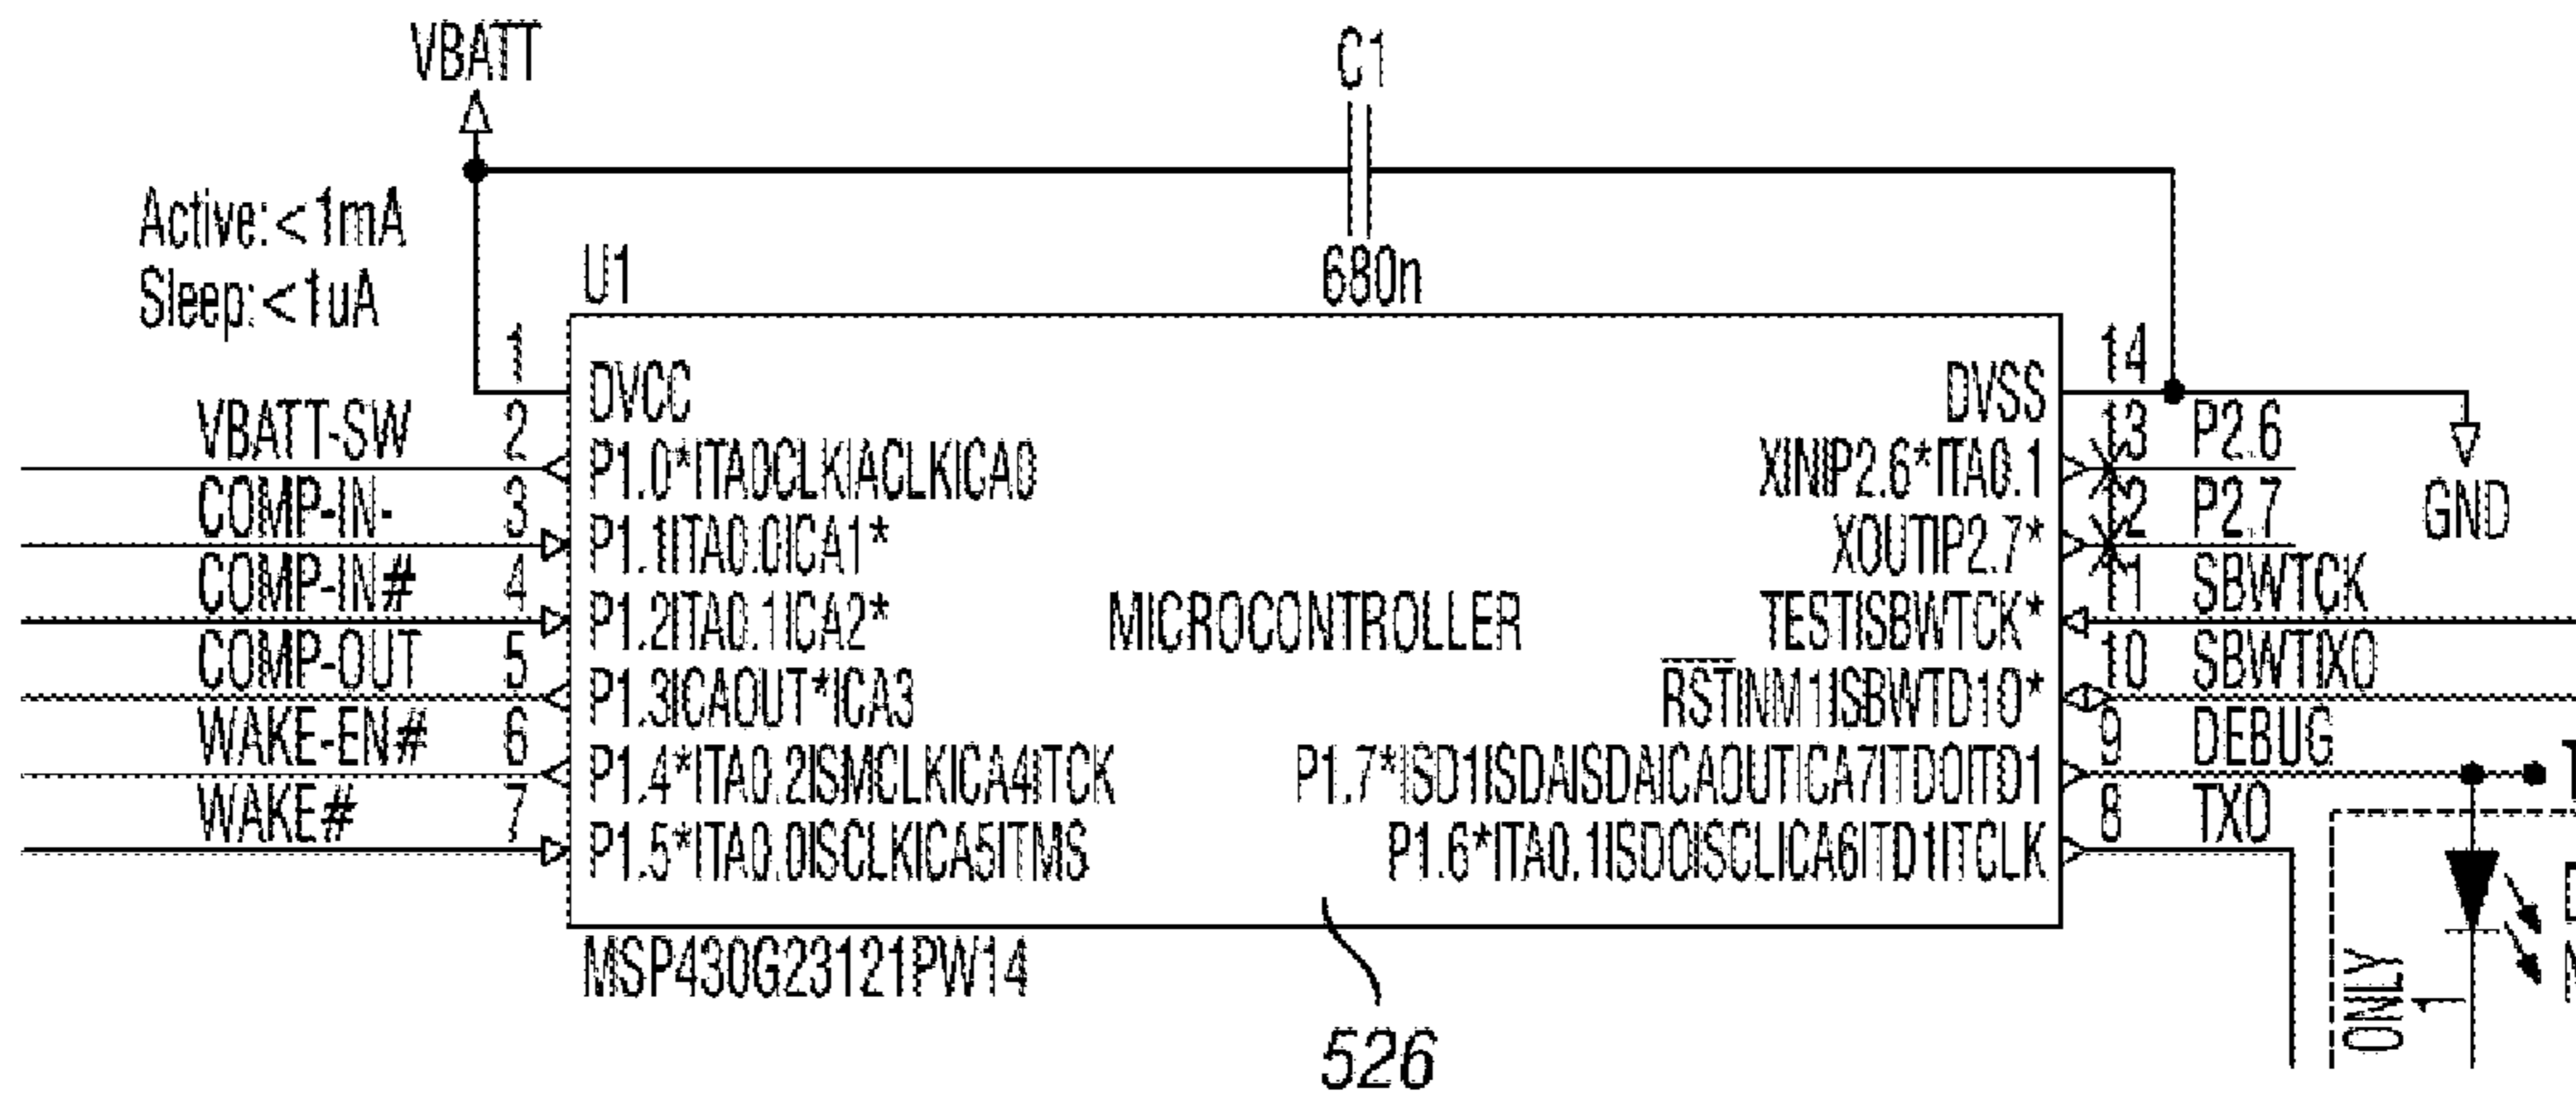 VBATT
C1
Active:<1mA
Sleep:<1uA
U1
680n
1
14
DVCC
DVSS
VBATT-SW 2
13 P2.6
P1.0*ITA0CLKIACLKICA0
XINIP2.6*ITA0.1
COMP-IN- 3
12 P2.7
GND
P1.1ITA0.0ICA1*
XOUTIP2.7*
COMP-IN# 4
11 SBWTCK
P1.2ITA0.1ICA2*
MICROCONTROLLER
TESTISBWTCK*
COMP-OUT 5
10 SBWTIXO
P1.3ICAOUT*ICA3
R̅S̅T̅INM1ISBWTD1O*
WAKE-EN# 6
9 DEBUG
P1.4*ITA0.2ISMCLKICA4ITCK
P1.7*ISD1ISDAISDAICAOUTICA7ITDOITD1
WAKE# 7
8 TXO
P1.5*ITA0.0ISCLKICA5ITMS
P1.6*ITA0.1ISDOISCLICA6ITD1ITCLK
MSP430G23121PW14
ONLY
1
526